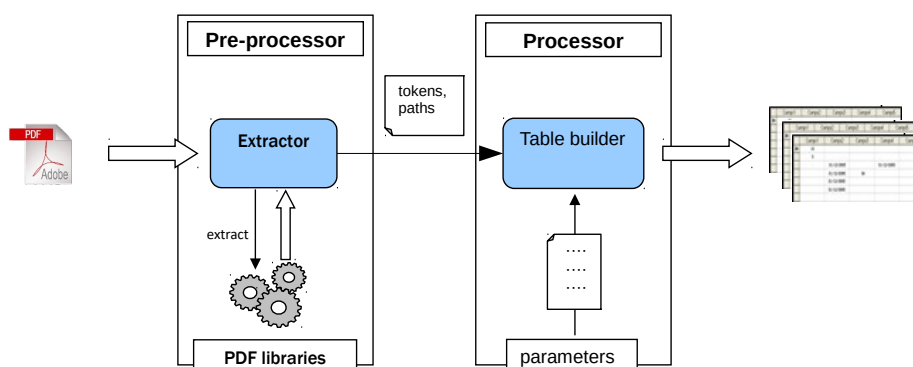 Pre-processor
Processor
tokens,
paths
PDF
Adobe
Extractor
Table builder
extract
....
....
....
PDF libraries
parameters